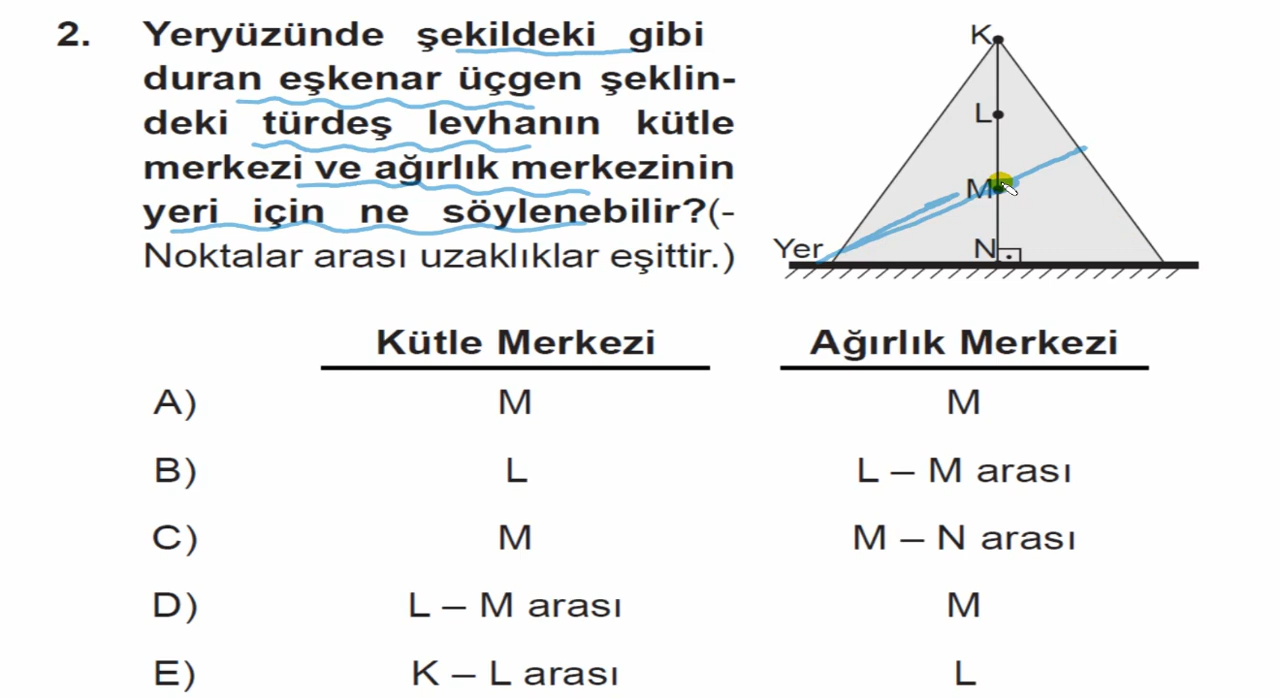 2. Yeryüzünde şekildeki gibi
duran eşkenar üçgen şeklin-
deki türdeş levhanın kütle
merkezi ve ağırlık merkezinin
yeri için ne söylenebilir?(-
Noktalar arası uzaklıklar eşittir.)
K
L
M
N
Yer
Kütle Merkezi Ağırlık Merkezi
A) M M
B) L L – M arası
C) M M – N arası
D) L – M arası M
E) K – L arası L